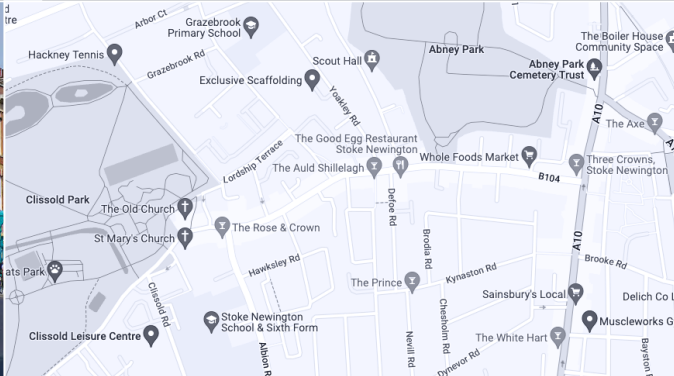 d
tre
Arbor Ct
Grazebrook
Primary School
Hackney Tennis
Grazebrook Rd
Scout Hall
Abney Park
The Boiler House
Community Space
Abney Park
Cemetery Trust
Exclusive Scaffolding
Yoakley Rd
A10
The Axe
The Good Egg Restaurant
Stoke Newington
Lordship Terrace
The Auld Shillelagh
Whole Foods Market
Three Crowns,
Stoke Newington
B104
Clissold Park
The Old Church
Defoe Rd
St Mary's Church
The Rose & Crown
Brodia Rd
A10
Hawksley Rd
Brooke Rd
ats Park
The Prince
Kynaston Rd
Clissold Rd
Sainsbury's Local
Delich Co L
Stoke Newington
School & Sixth Form
Chesholm Rd
Muscleworks G
Clissold Leisure Centre
Albion R
Nevill Rd
The White Hart
Dynevor Rd
Bayston